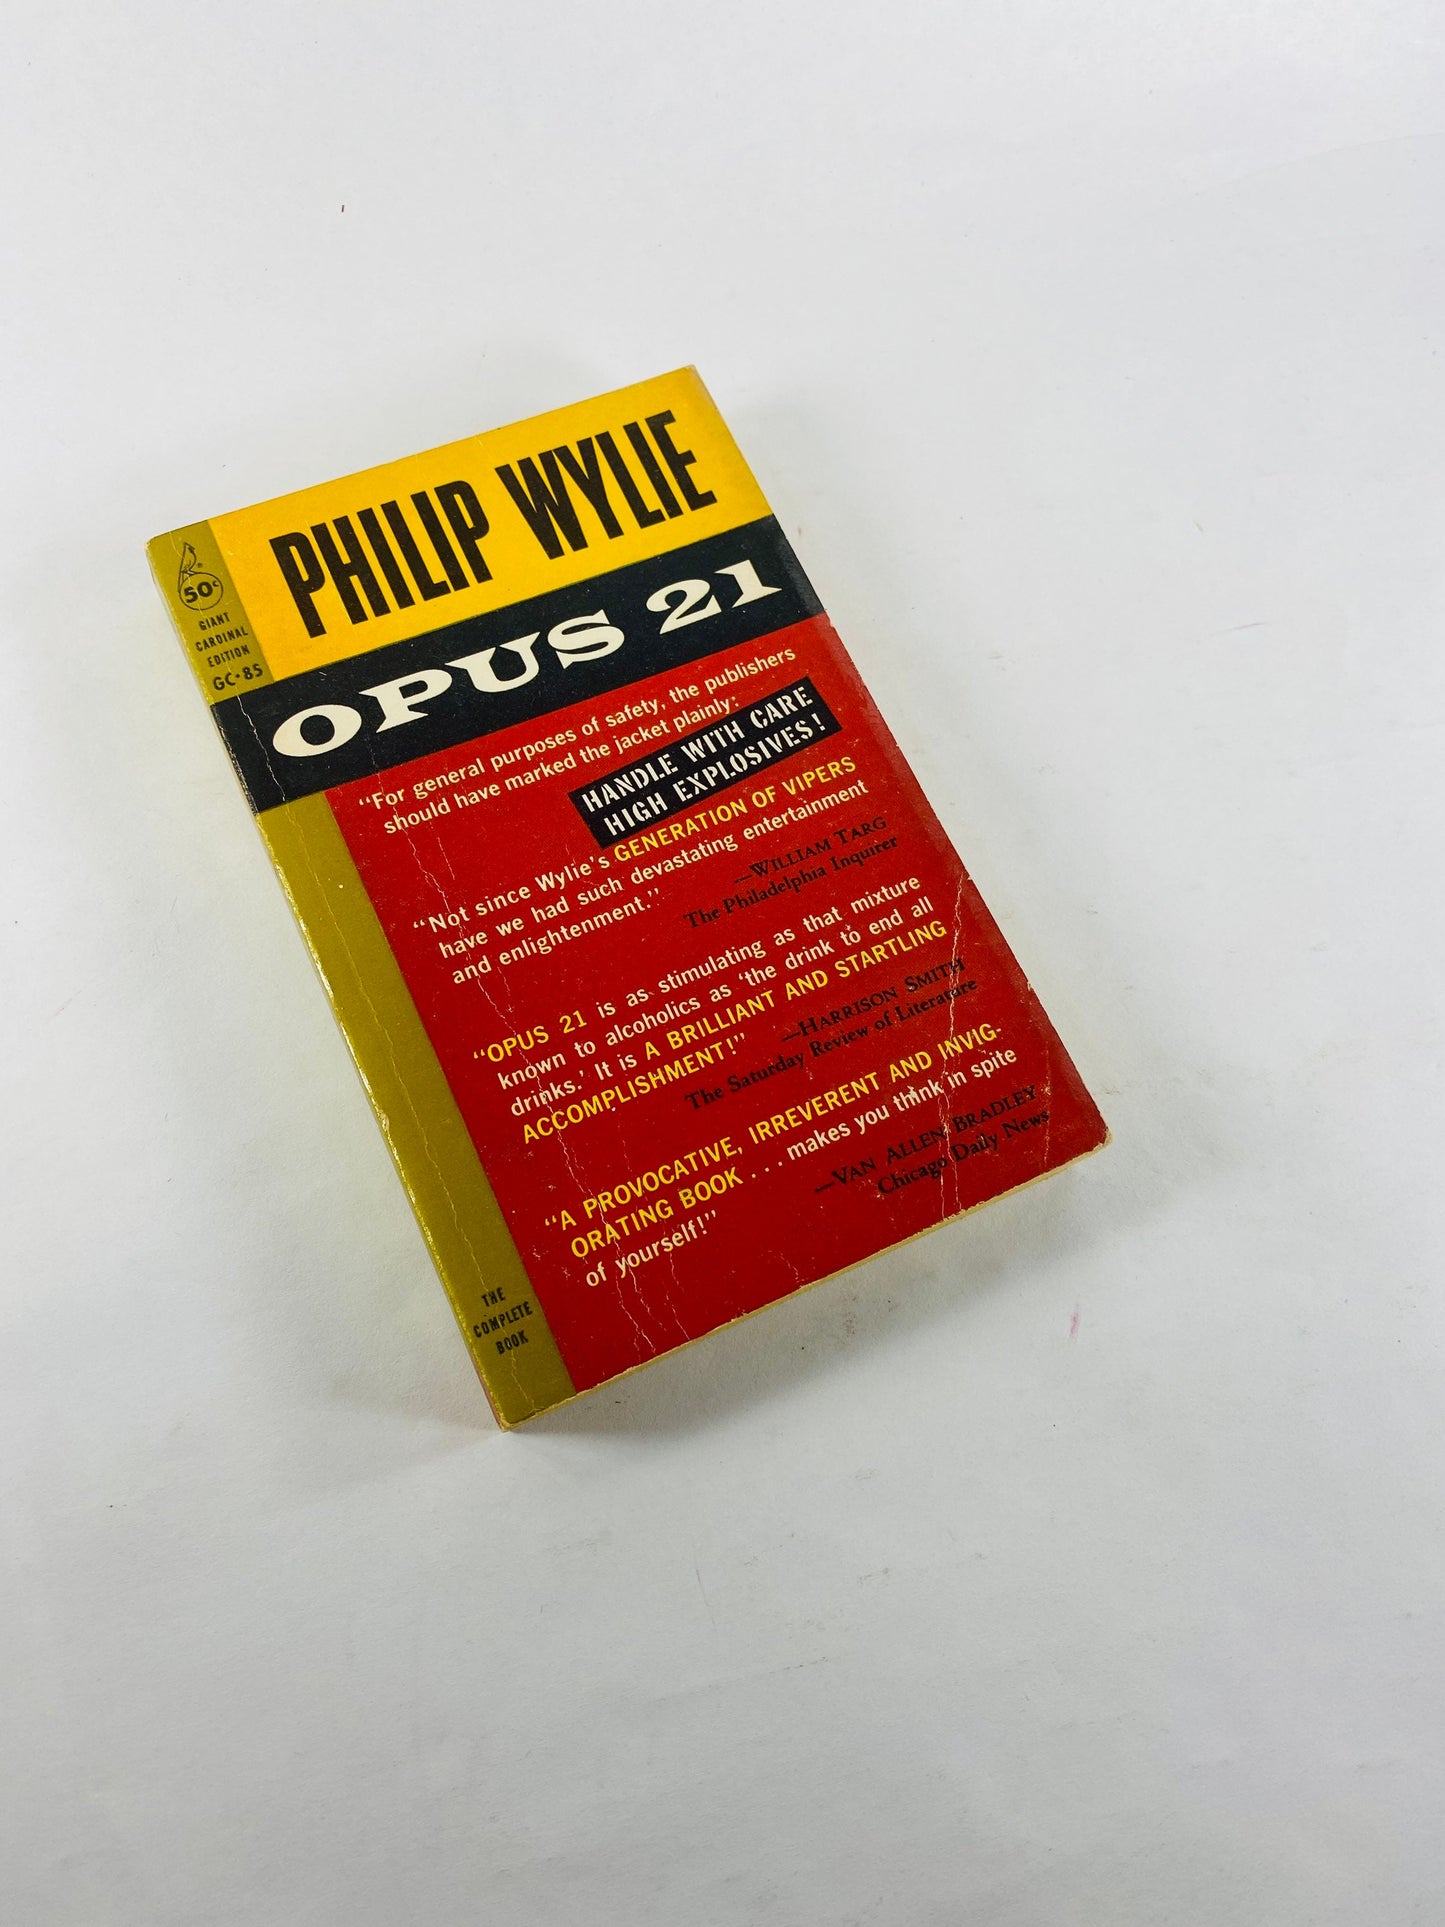 PHILIP WYLIE
50¢
GIANT
CARDINAL
EDITION
GC·85
OPUS 21
“For general purposes of safety, the publishers
should have marked the jacket plainly:
HANDLE WITH CARE
HIGH EXPLOSIVES!
“Not since Wylie's GENERATION OF VIPERS
have we had such devastating entertainment
and enlightenment.”
—WILLIAM TARG
The Philadelphia Inquirer
“OPUS 21 is as stimulating as that mixture
known to alcoholics as ‘the drink to end all
drinks.’ It is A BRILLIANT AND STARTLING
ACCOMPLISHMENT!”
—HARRISON SMITH
The Saturday Review of Literature
“A PROVOCATIVE, IRREVERENT AND INVIG-
ORATING BOOK . . . makes you think in spite
of yourself!”
—VAN ALLEN BRADLEY
Chicago Daily News
THE
COMPLETE
BOOK